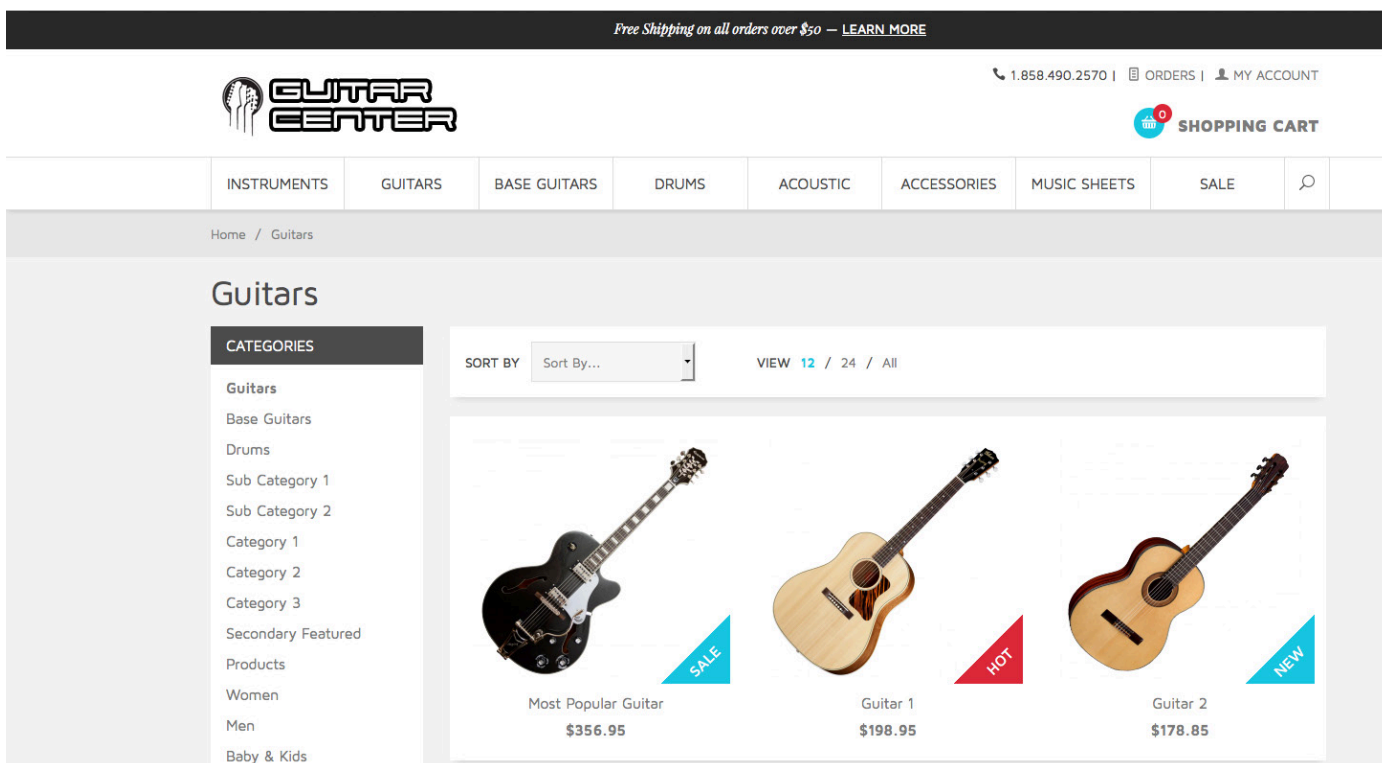 Free Shipping on all orders over $50 — LEARN MORE
1.858.490.2570 | ORDERS | MY ACCOUNT
GUITAR
CENTER
0 SHOPPING CART
INSTRUMENTS GUITARS BASE GUITARS DRUMS ACOUSTIC ACCESSORIES MUSIC SHEETS SALE
Home / Guitars
Guitars
CATEGORIES
Guitars
Base Guitars
Drums
Sub Category 1
Sub Category 2
Category 1
Category 2
Category 3
Secondary Featured
Products
Women
Men
Baby & Kids
SORT BY Sort By... VIEW 12 / 24 / All
SALE
HOT
NEW
Most Popular Guitar Guitar 1 Guitar 2
$356.95 $198.95 $178.85